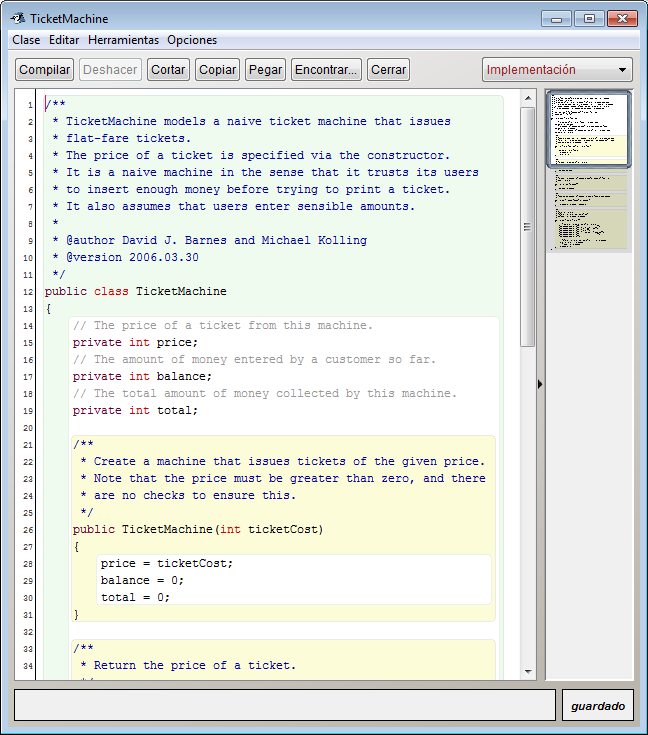 TicketMachine
Clase Editar Herramientas Opciones
Compilar Deshacer Cortar Copiar Pegar Encontrar... Cerrar Implementación
1 /**
2 * TicketMachine models a naive ticket machine that issues
3 * flat-fare tickets.
4 * The price of a ticket is specified via the constructor.
5 * It is a naive machine in the sense that it trusts its users
6 * to insert enough money before trying to print a ticket.
7 * It also assumes that users enter sensible amounts.
8 *
9 * @author David J. Barnes and Michael Kolling
10 * @version 2006.03.30
11 */
12 public class TicketMachine
13 {
14 // The price of a ticket from this machine.
15 private int price;
16 // The amount of money entered by a customer so far.
17 private int balance;
18 // The total amount of money collected by this machine.
19 private int total;
20
21 /**
22 * Create a machine that issues tickets of the given price.
23 * Note that the price must be greater than zero, and there
24 * are no checks to ensure this.
25 */
26 public TicketMachine(int ticketCost)
27 {
28 price = ticketCost;
29 balance = 0;
30 total = 0;
31 }
32
33 /**
34 * Return the price of a ticket.
guardado